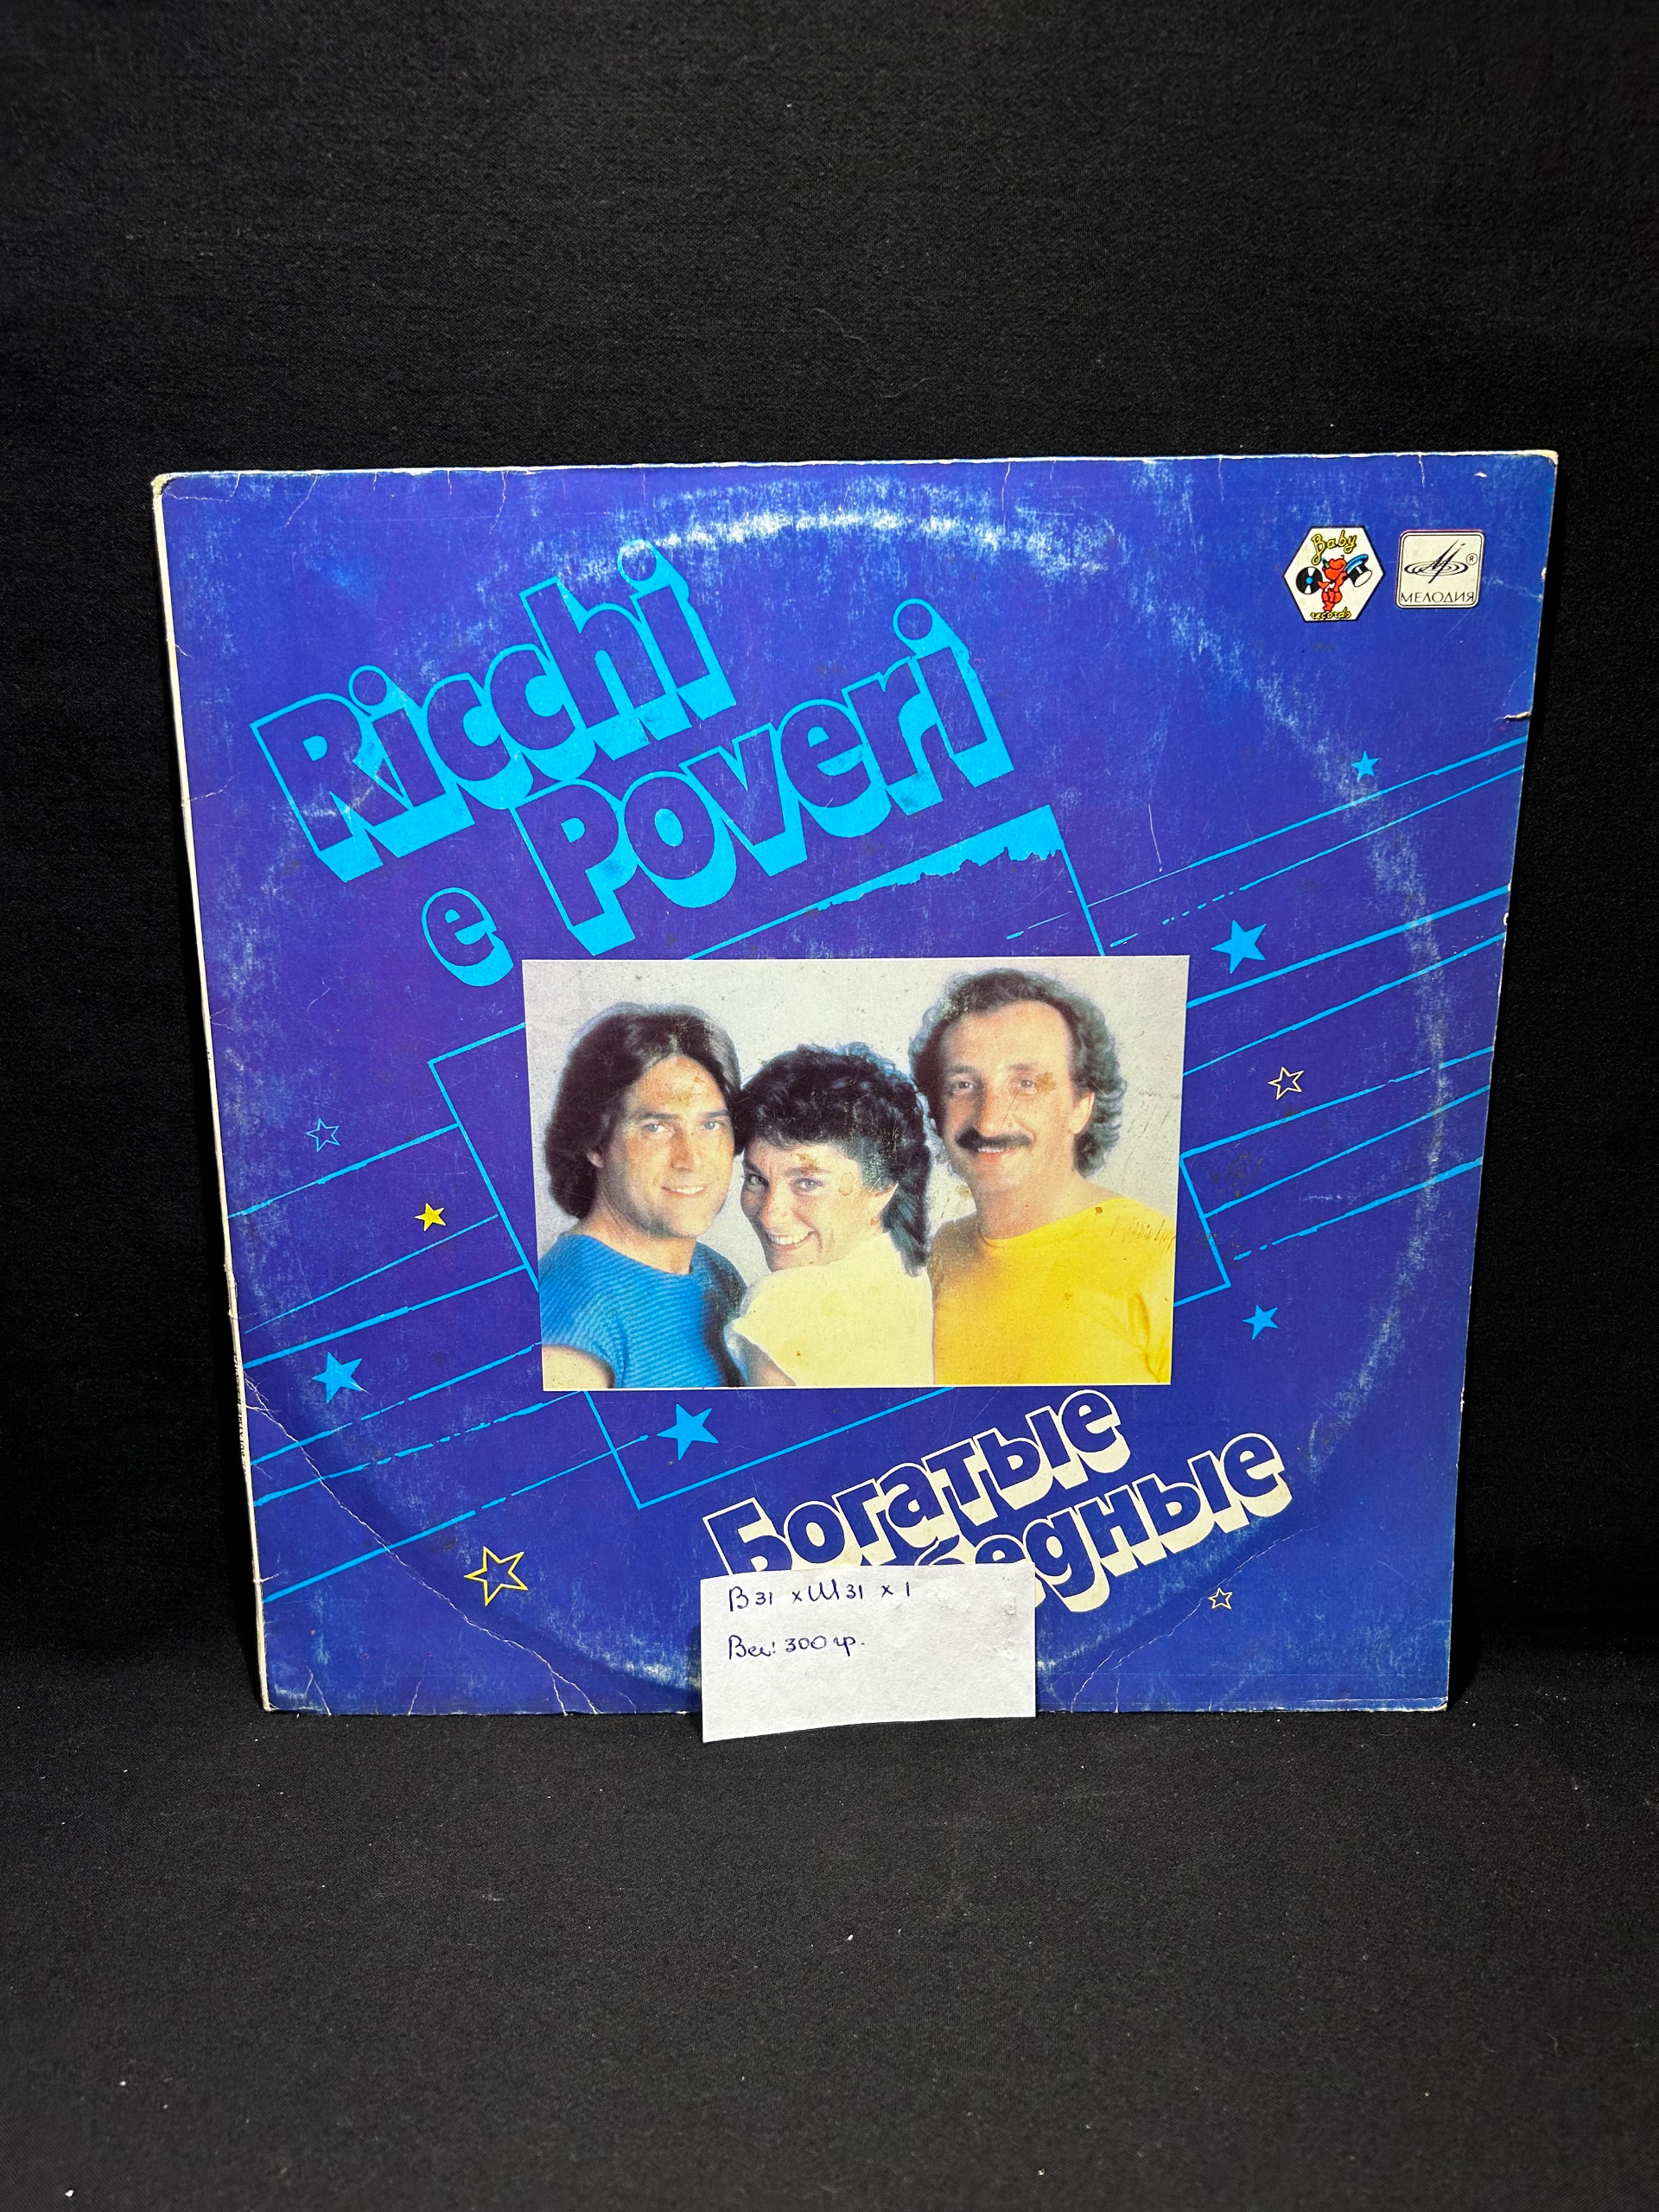 Ricchi
e Poveri
Baby
records
МЕЛОДИЯ
Богатые
бедные
В 31 х Ш 31 х 1
Вес: 300 гр.